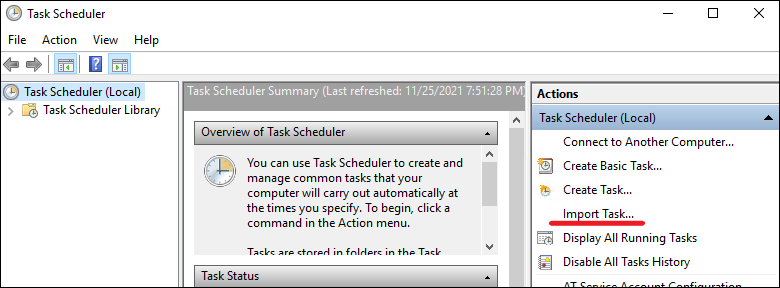 Task Scheduler
File Action View Help
Task Scheduler (Local)
Task Scheduler Library
Task Scheduler Summary (Last refreshed: 11/25/2021 7:51:28 PM)
Overview of Task Scheduler
You can use Task Scheduler to create and
manage common tasks that your
computer will carry out automatically at
the times you specify. To begin, click a
command in the Action menu.
Tasks are stored in folders in the Task
Task Status
Actions
Task Scheduler (Local)
Connect to Another Computer...
Create Basic Task...
Create Task...
Import Task...
Display All Running Tasks
Disable All Tasks History
AT Service Account Configuration